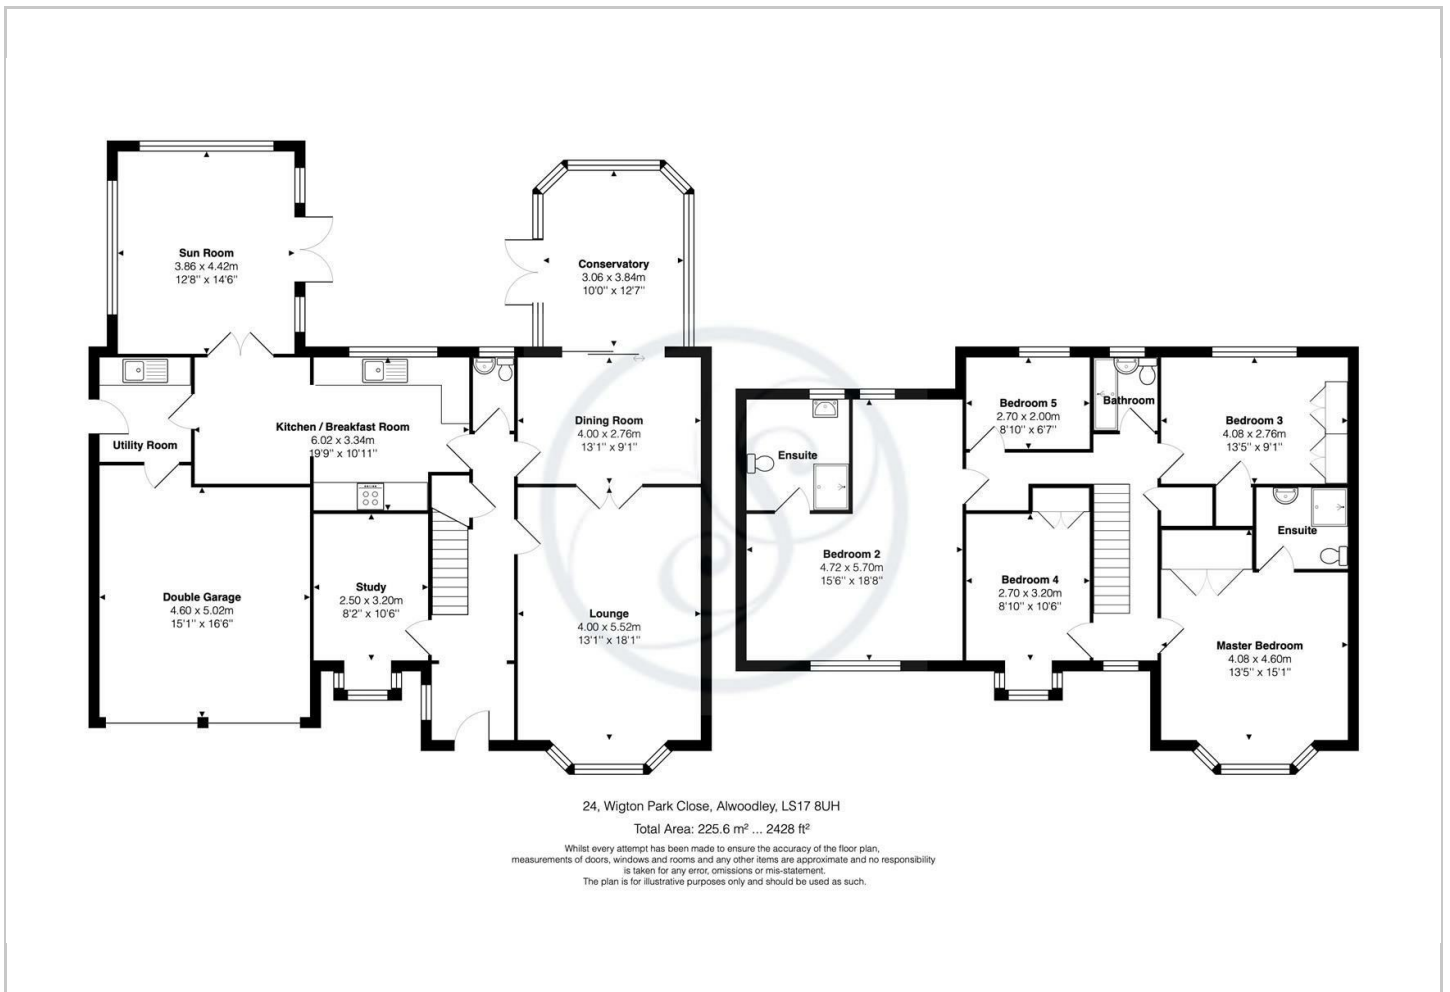 Sun Room
3.86 x 4.42m
12'8'' x 14'6''
Conservatory
3.06 x 3.84m
10'0'' x 12'7''
Utility Room
Kitchen / Breakfast Room
6.02 x 3.34m
19'9'' x 10'11''
Dining Room
4.00 x 2.76m
13'1'' x 9'1''
Double Garage
4.60 x 5.02m
15'1'' x 16'6''
Study
2.50 x 3.20m
8'2'' x 10'6''
Lounge
4.00 x 5.52m
13'1'' x 18'1''
Ensuite
Bedroom 2
4.72 x 5.70m
15'6'' x 18'8''
Bedroom 5
2.70 x 2.00m
8'10'' x 6'7''
Bathroom
Bedroom 3
4.08 x 2.76m
13'5'' x 9'1''
Ensuite
Bedroom 4
2.70 x 3.20m
8'10'' x 10'6''
Master Bedroom
4.08 x 4.60m
13'5'' x 15'1''
24, Wigton Park Close, Alwoodley, LS17 8UH
Total Area: 225.6 m² ... 2428 ft²
Whilst every attempt has been made to ensure the accuracy of the floor plan,
measurements of doors, windows and rooms and any other items are approximate and no responsibility
is taken for any error, omissions or mis-statement.
The plan is for illustrative purposes only and should be used as such.